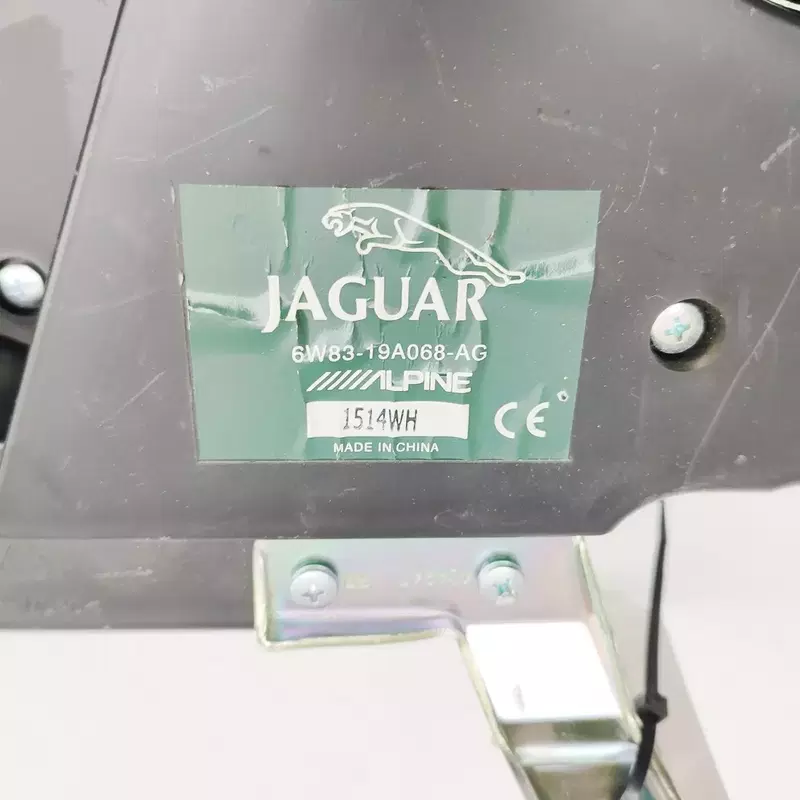 JAGUAR
6W83-19A068-AG
/////ALPINE
1514WH
CE
MADE IN CHINA